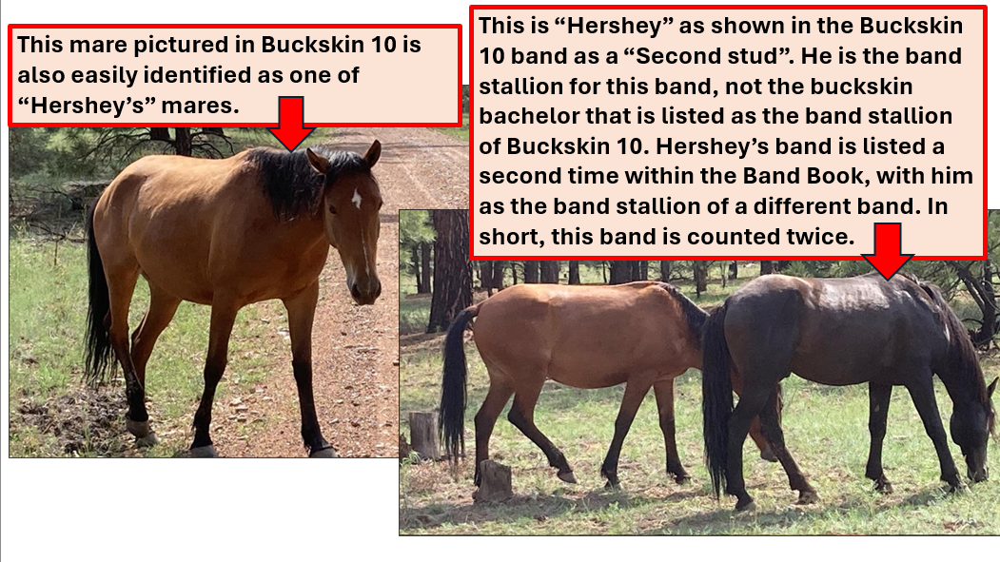 This mare pictured in Buckskin 10 is
also easily identified as one of
“Hershey’s” mares.
This is “Hershey” as shown in the Buckskin
10 band as a “Second stud”. He is the band
stallion for this band, not the buckskin
bachelor that is listed as the band stallion
of Buckskin 10. Hershey’s band is listed a
second time within the Band Book, with him
as the band stallion of a different band. In
short, this band is counted twice.